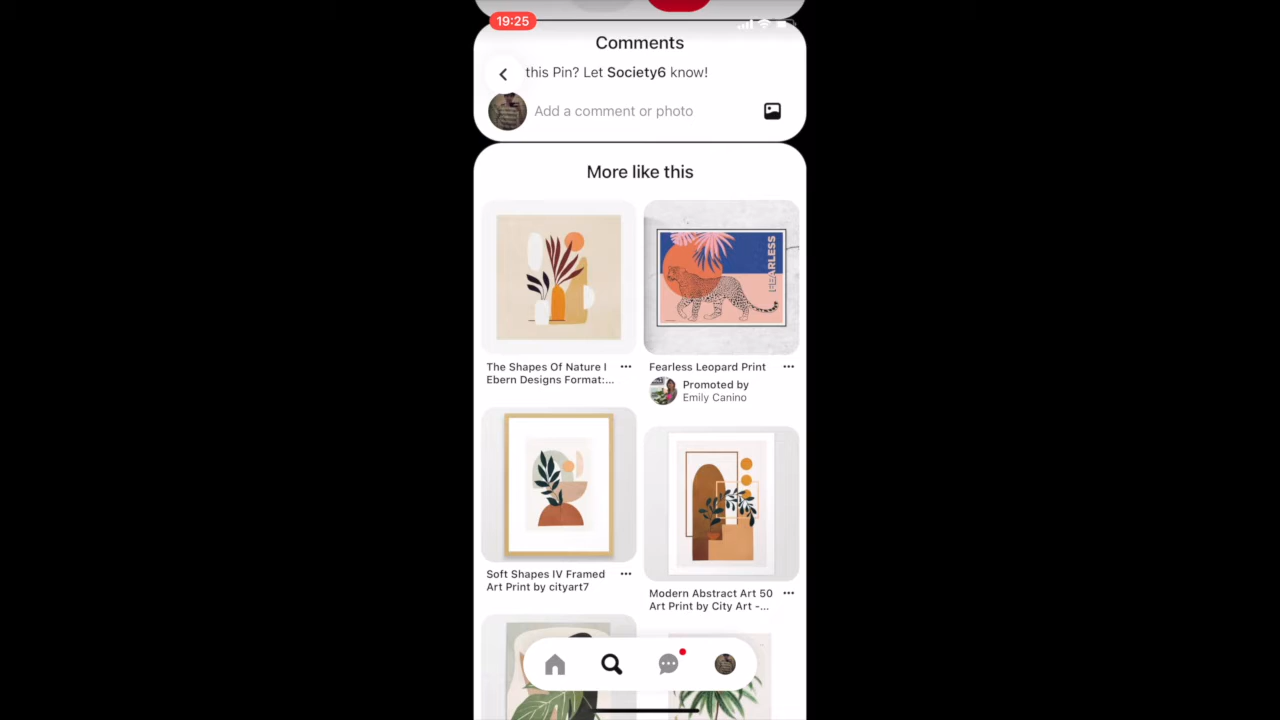 19:25
Comments
this Pin? Let Society6 know!
Add a comment or photo
More like this
FEARLESS
The Shapes Of Nature I
Ebern Designs Format:...
Fearless Leopard Print
Promoted by
Emily Canino
Soft Shapes IV Framed
Art Print by cityart7
Modern Abstract Art 50
Art Print by City Art -...